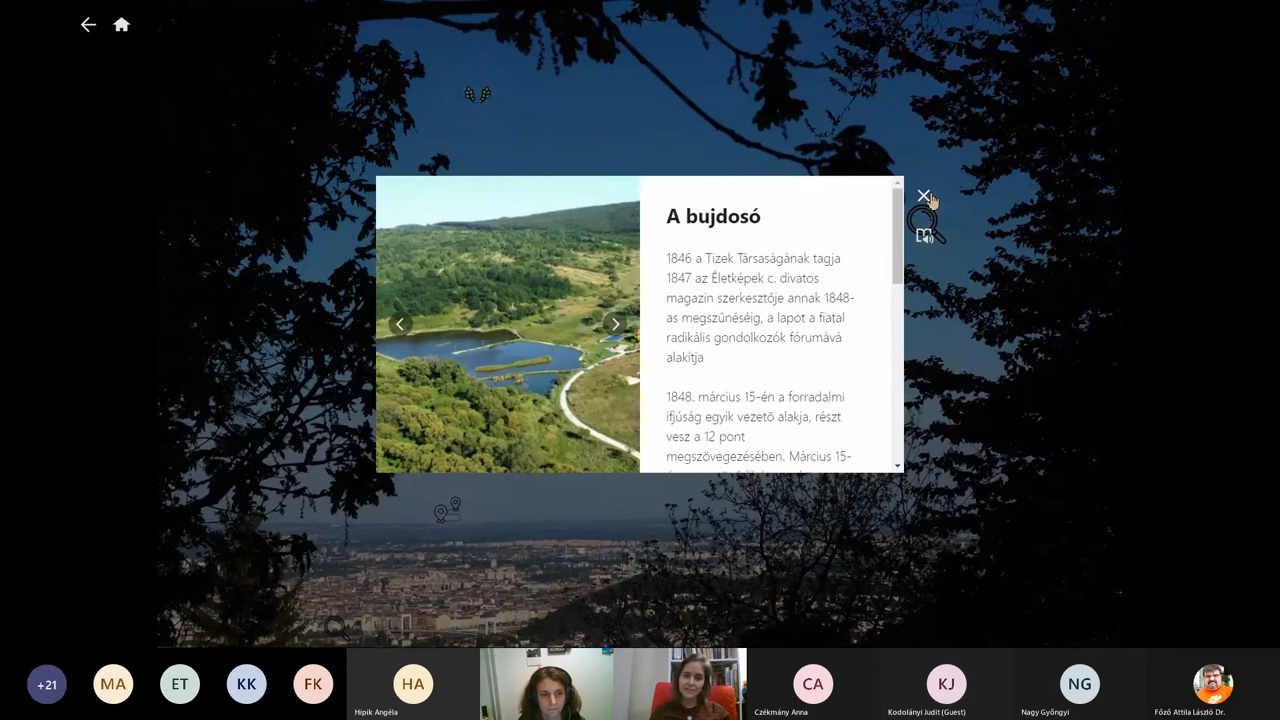 A bujdosó
1846 a Tizek Társaságának tagja
1847 az Életképek c. divatos
magazin szerkesztője annak 1848-
as megszűnéséig, a lapot a fiatal
radikális gondolkozók fórumává
alakítja
1848. március 15-én a forradalmi
ifjúság egyik vezető alakja, részt
vesz a 12 pont
megszövegezésében. Március 15-
+21
MA
ET
KK
FK
HA
CA
KJ
NG
Hipik Angéla
Czékmány Anna
Kodolányi Judit (Guest)
Nagy Gyöngyi
Főző Attila László Dr.